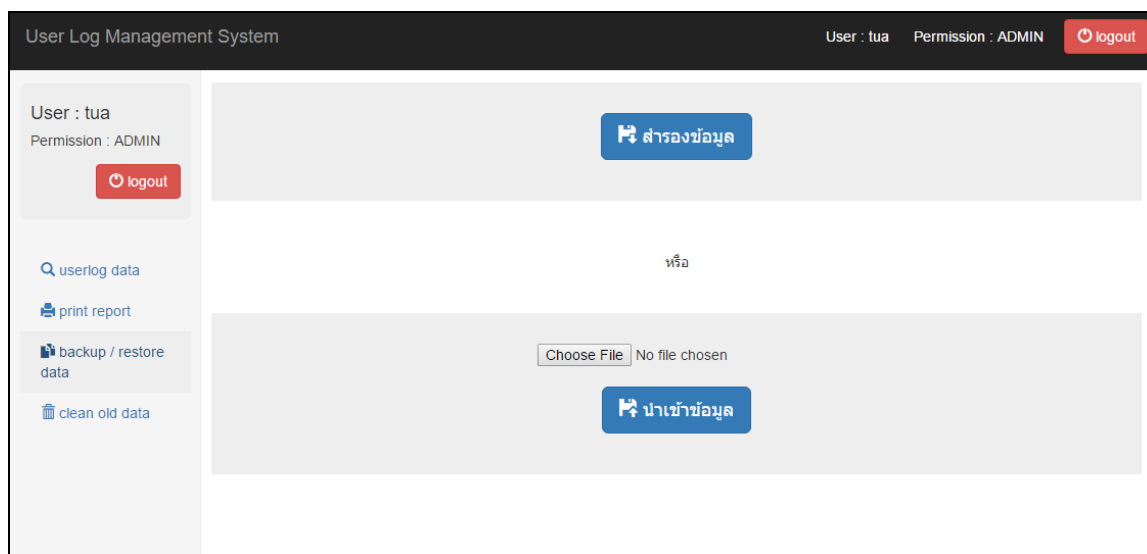 User Log Management System
User : tua
Permission : ADMIN
logout
User : tua
Permission : ADMIN
logout
userlog data
print report
backup / restore
data
clean old data
สำรองข้อมูล
หรือ
Choose File No file chosen
นำเข้าข้อมูล